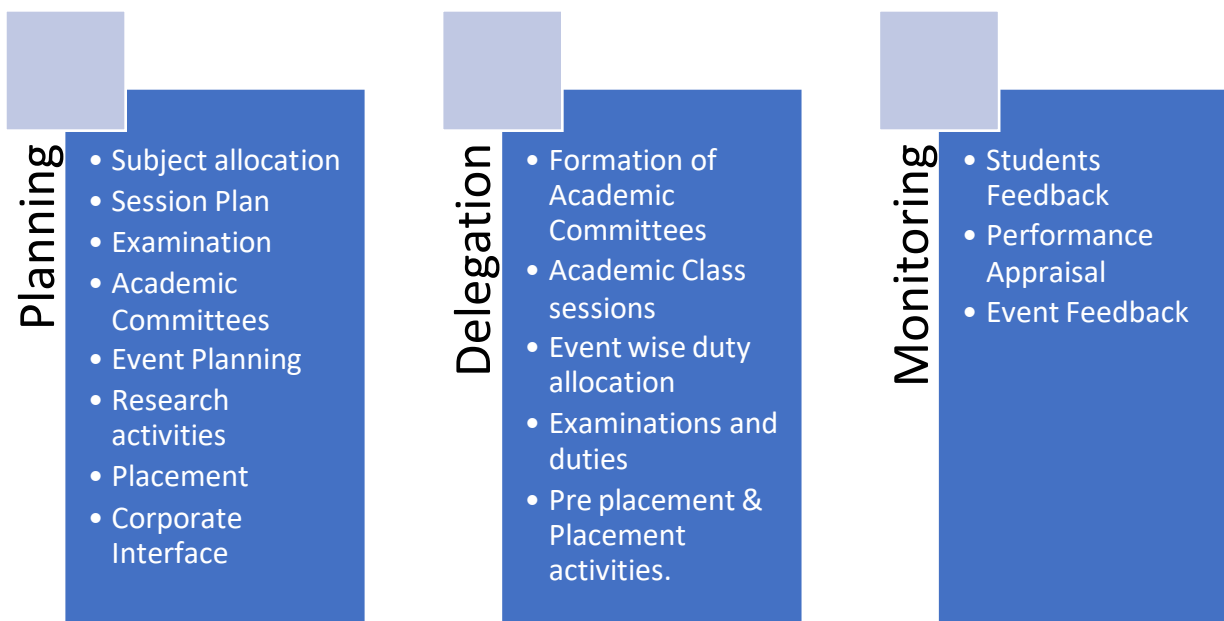 Planning
• Subject allocation
• Session Plan
• Examination
• Academic
Committees
• Event Planning
• Research
activities
• Placement
• Corporate
Interface
Delegation
• Formation of
Academic
Committees
• Academic Class
sessions
• Event wise duty
allocation
• Examinations and
duties
• Pre placement &
Placement
activities.
Monitoring
• Students
Feedback
• Performance
Appraisal
• Event Feedback